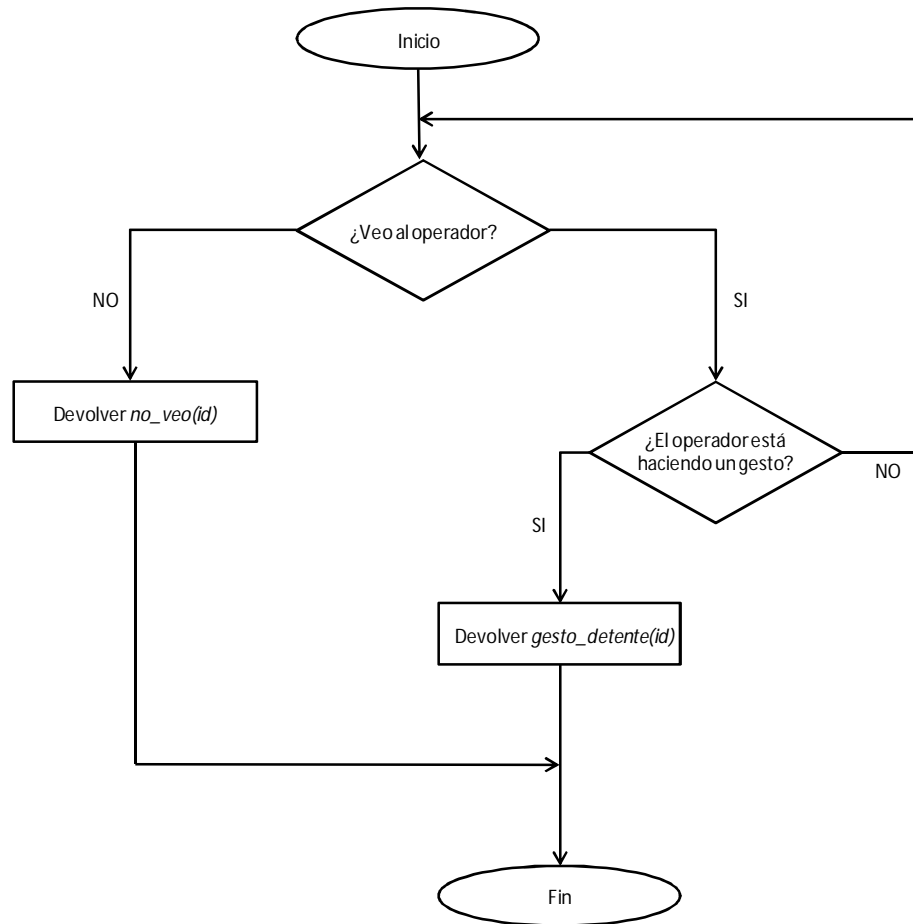 Inicio
¿Veo al operador?
NO
SI
Devolver no_veo(id)
¿El operador está
haciendo un gesto?
NO
SI
Devolver gesto_detente(id)
Fin